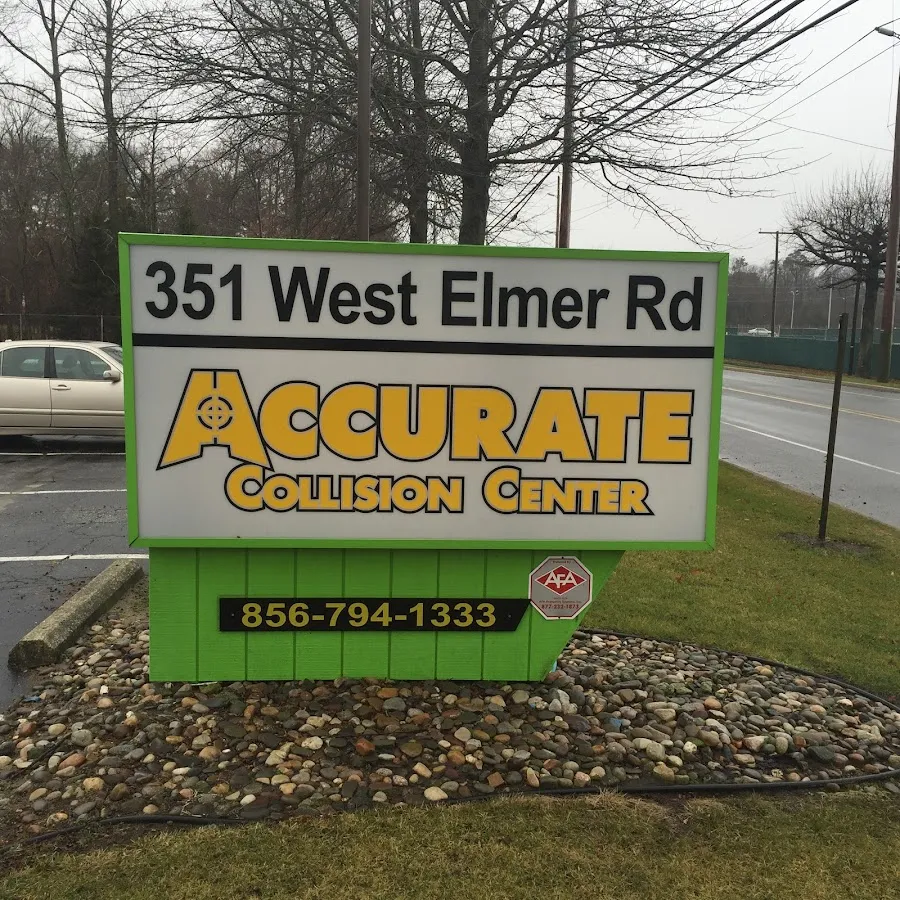 351 West Elmer Rd
ACCURATE
COLLISION CENTER
856-794-1333
AFA